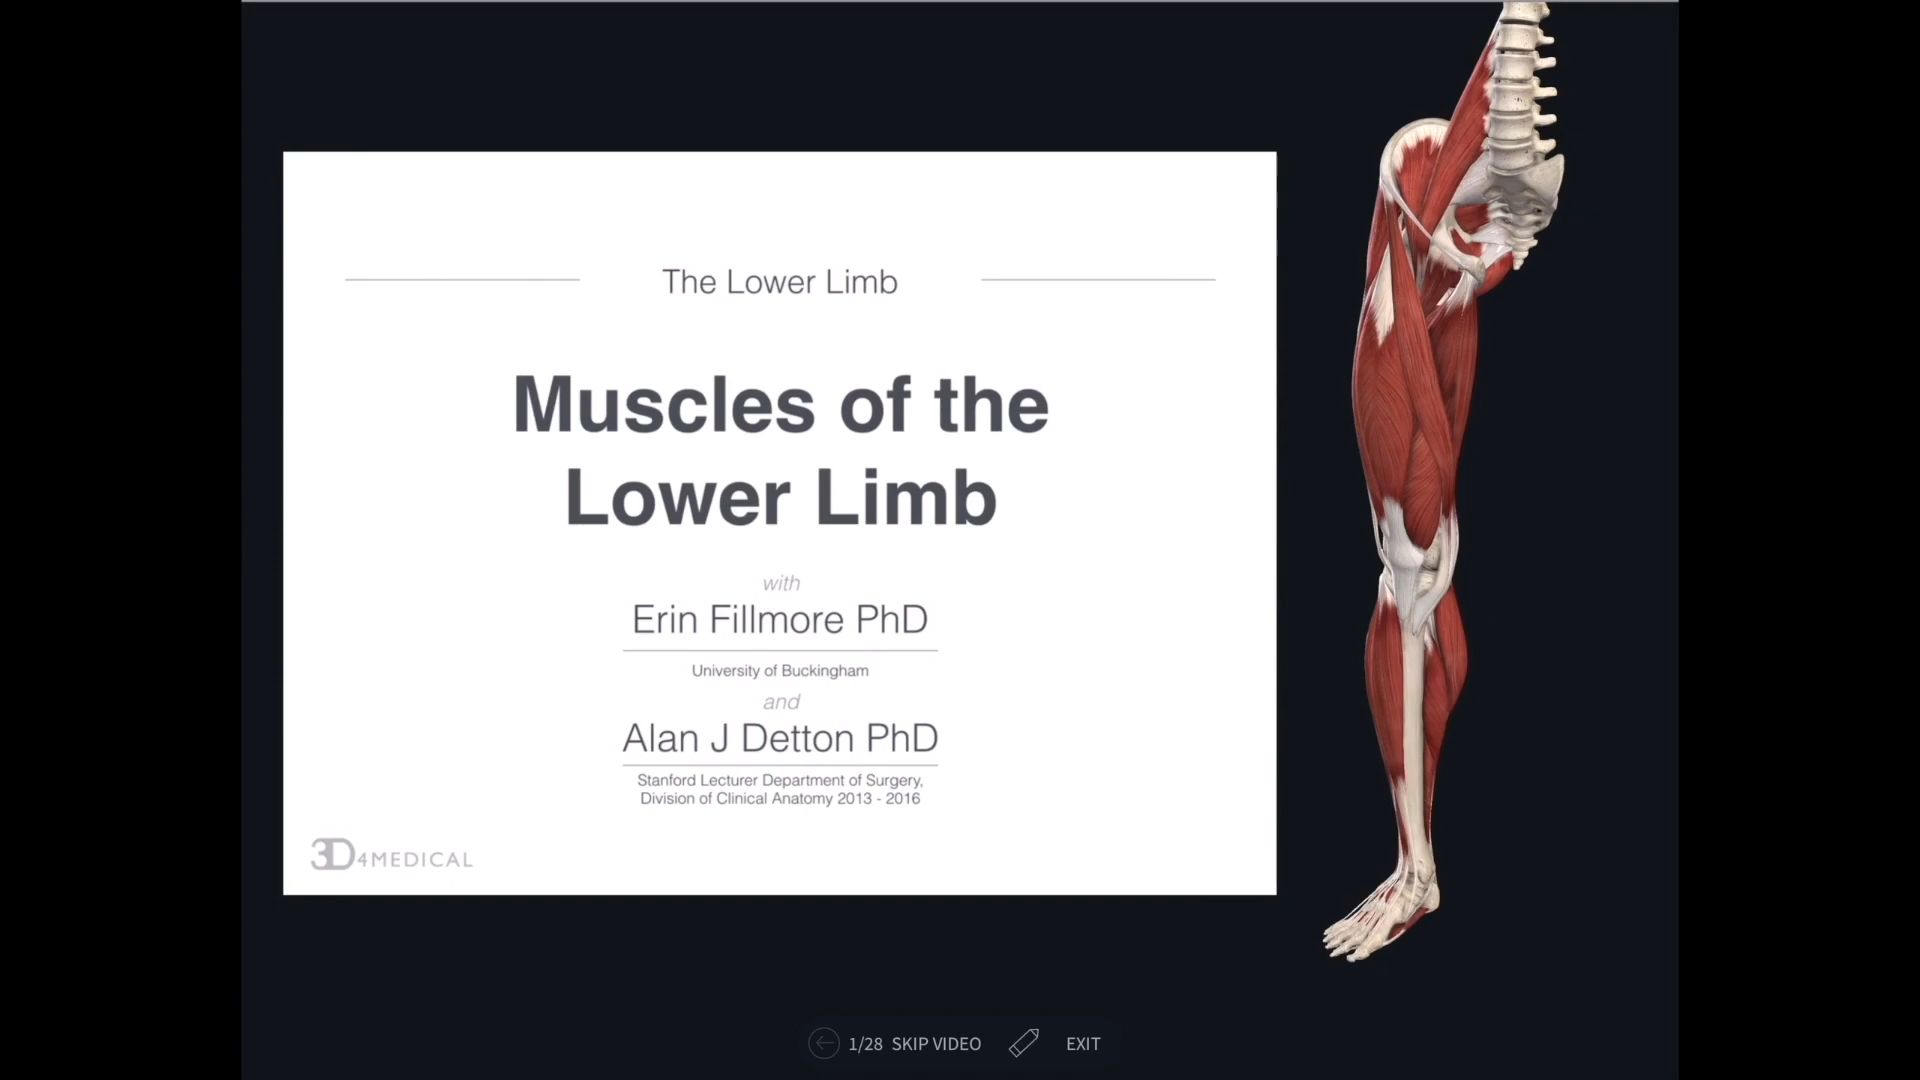 The Lower Limb
Muscles of the
Lower Limb
with
Erin Fillmore PhD
University of Buckingham
and
Alan J Detton PhD
Stanford Lecturer Department of Surgery,
Division of Clinical Anatomy 2013 - 2016
3D4MEDICAL
1/28 SKIP VIDEO EXIT